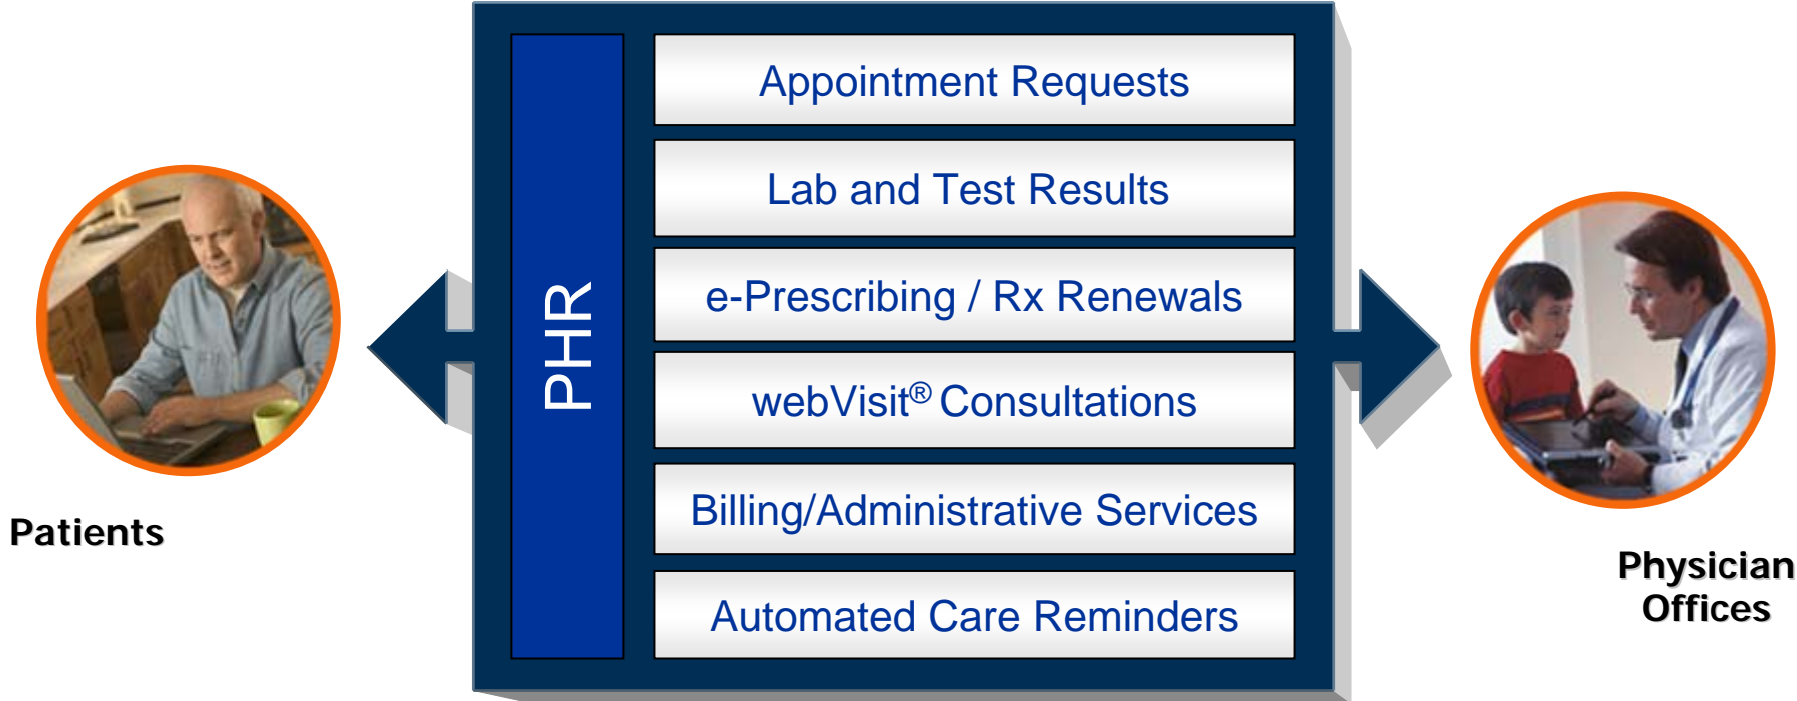 Appointment Requests
Lab and Test Results
e-Prescribing / Rx Renewals
webVisit® Consultations
Billing/Administrative Services
Automated Care Reminders
PHR
Patients
Physician
Offices